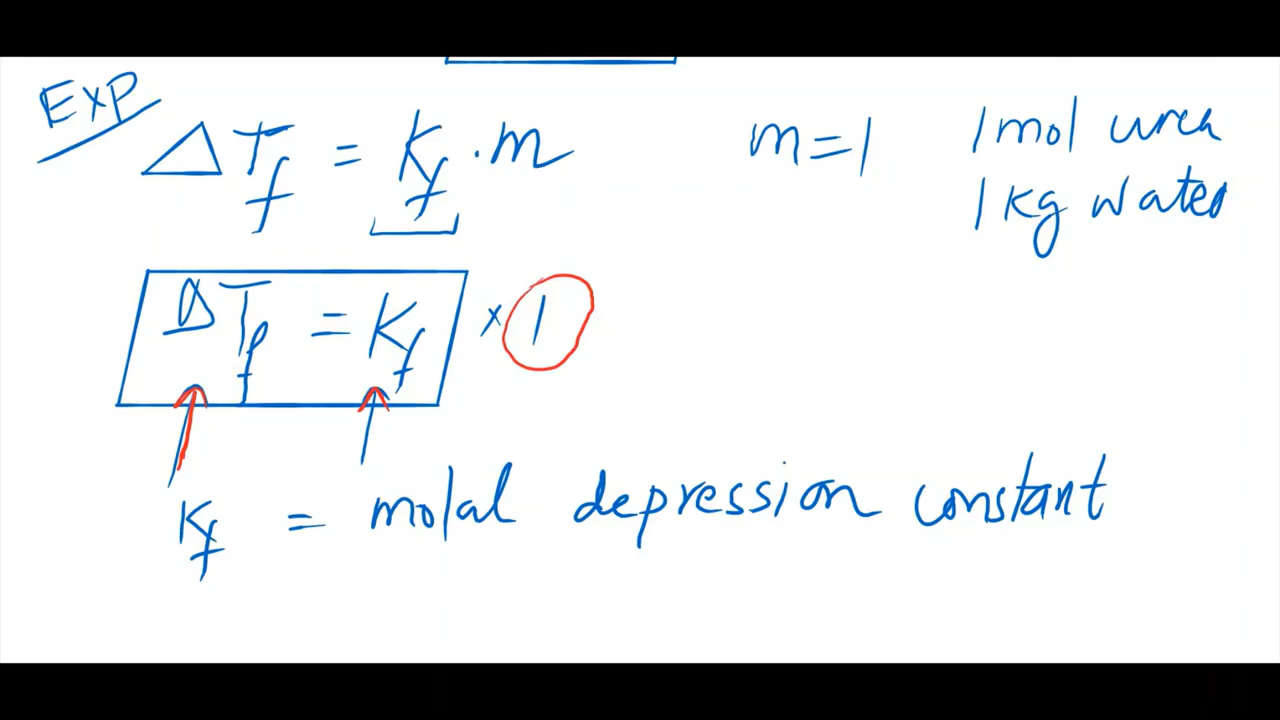 EXP
ΔTf = Kf · m
m = 1
1 mol urea
1 kg water
ΔTf = Kf × 1
Kf = molal depression constant